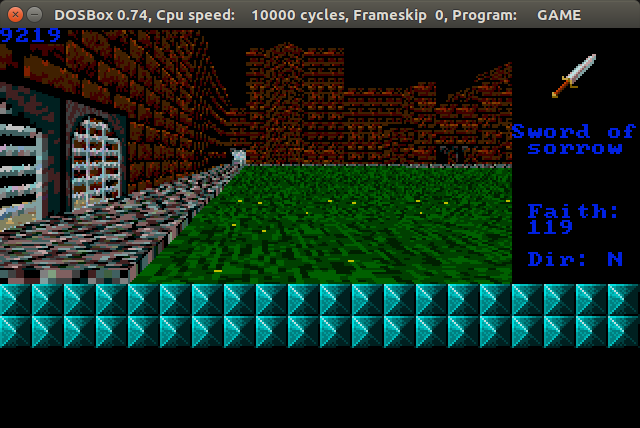 DOSBox 0.74, Cpu speed: 10000 cycles, Frameskip 0, Program: GAME
9219
Sword of
sorrow
Faith:
119
Dir: N